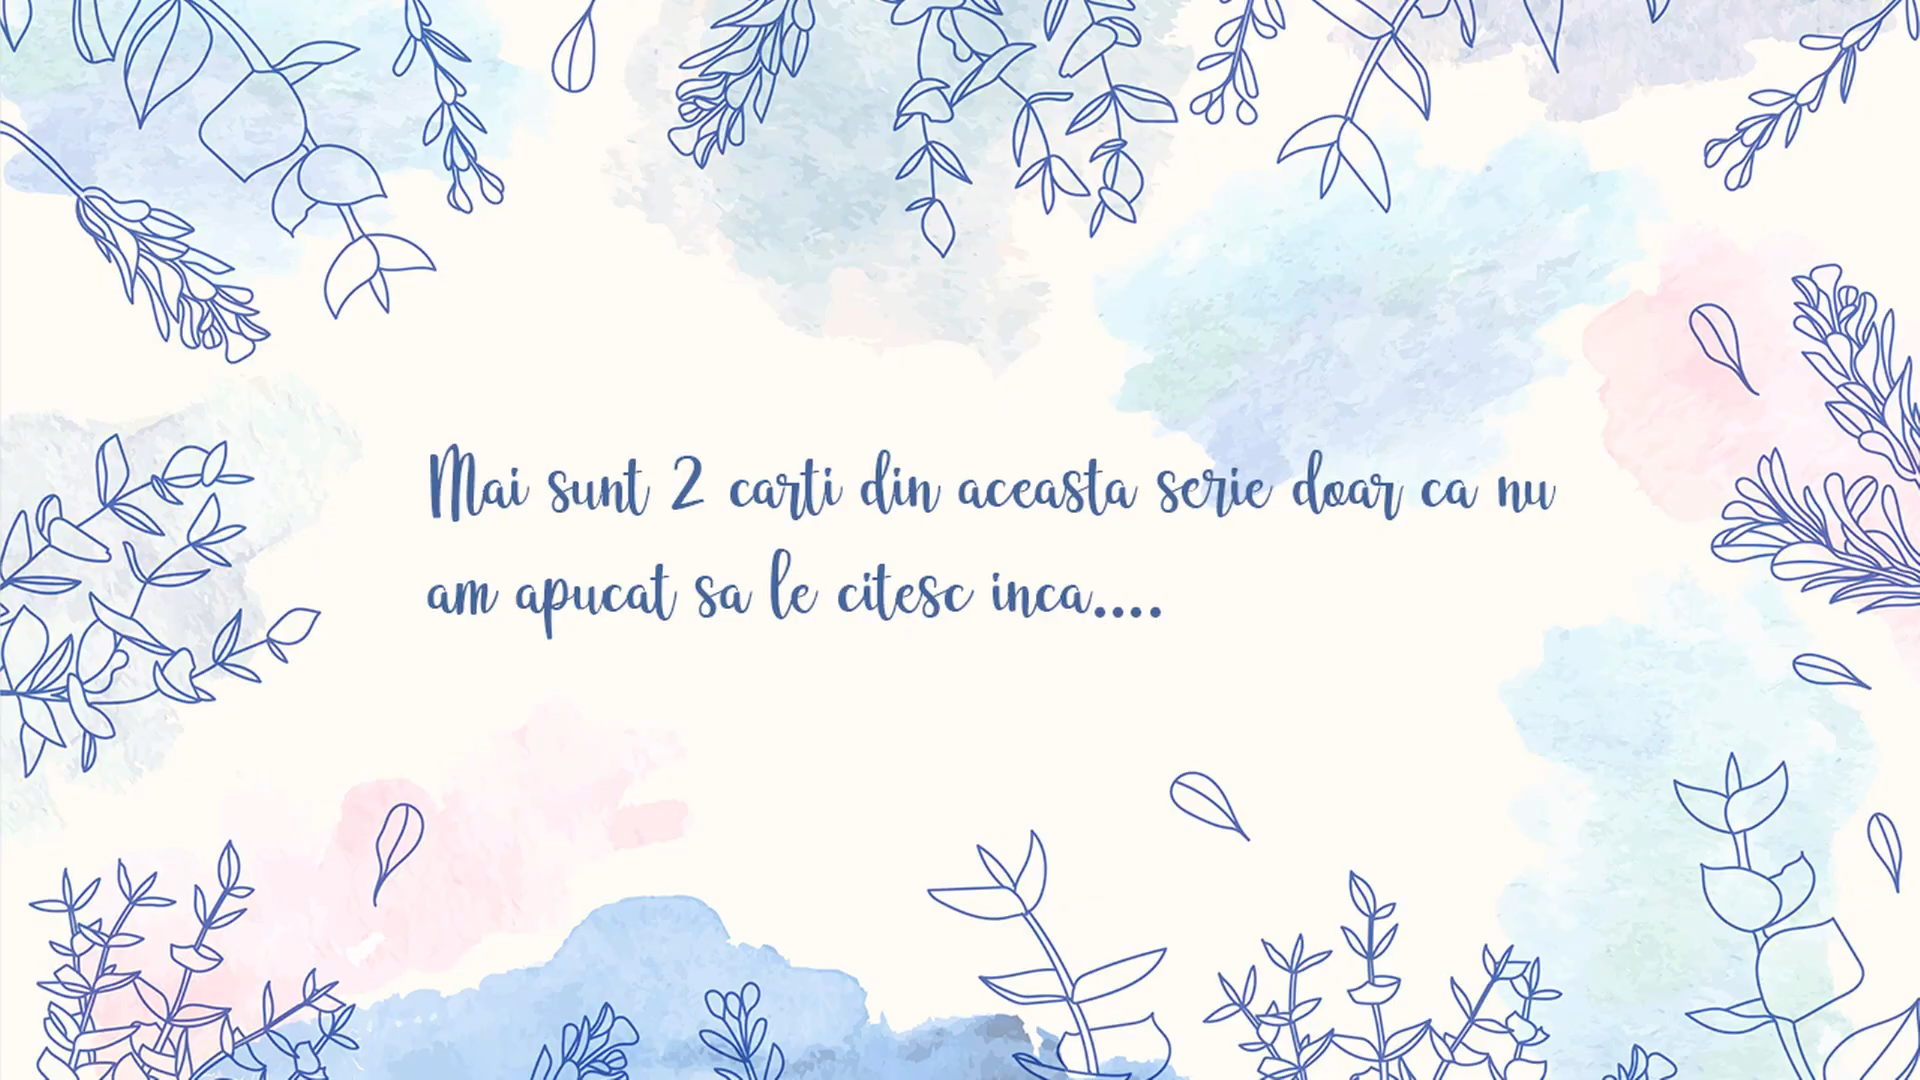 Mai sunt 2 carti din aceasta serie doar ca nu
am apucat sa le citesc inca....